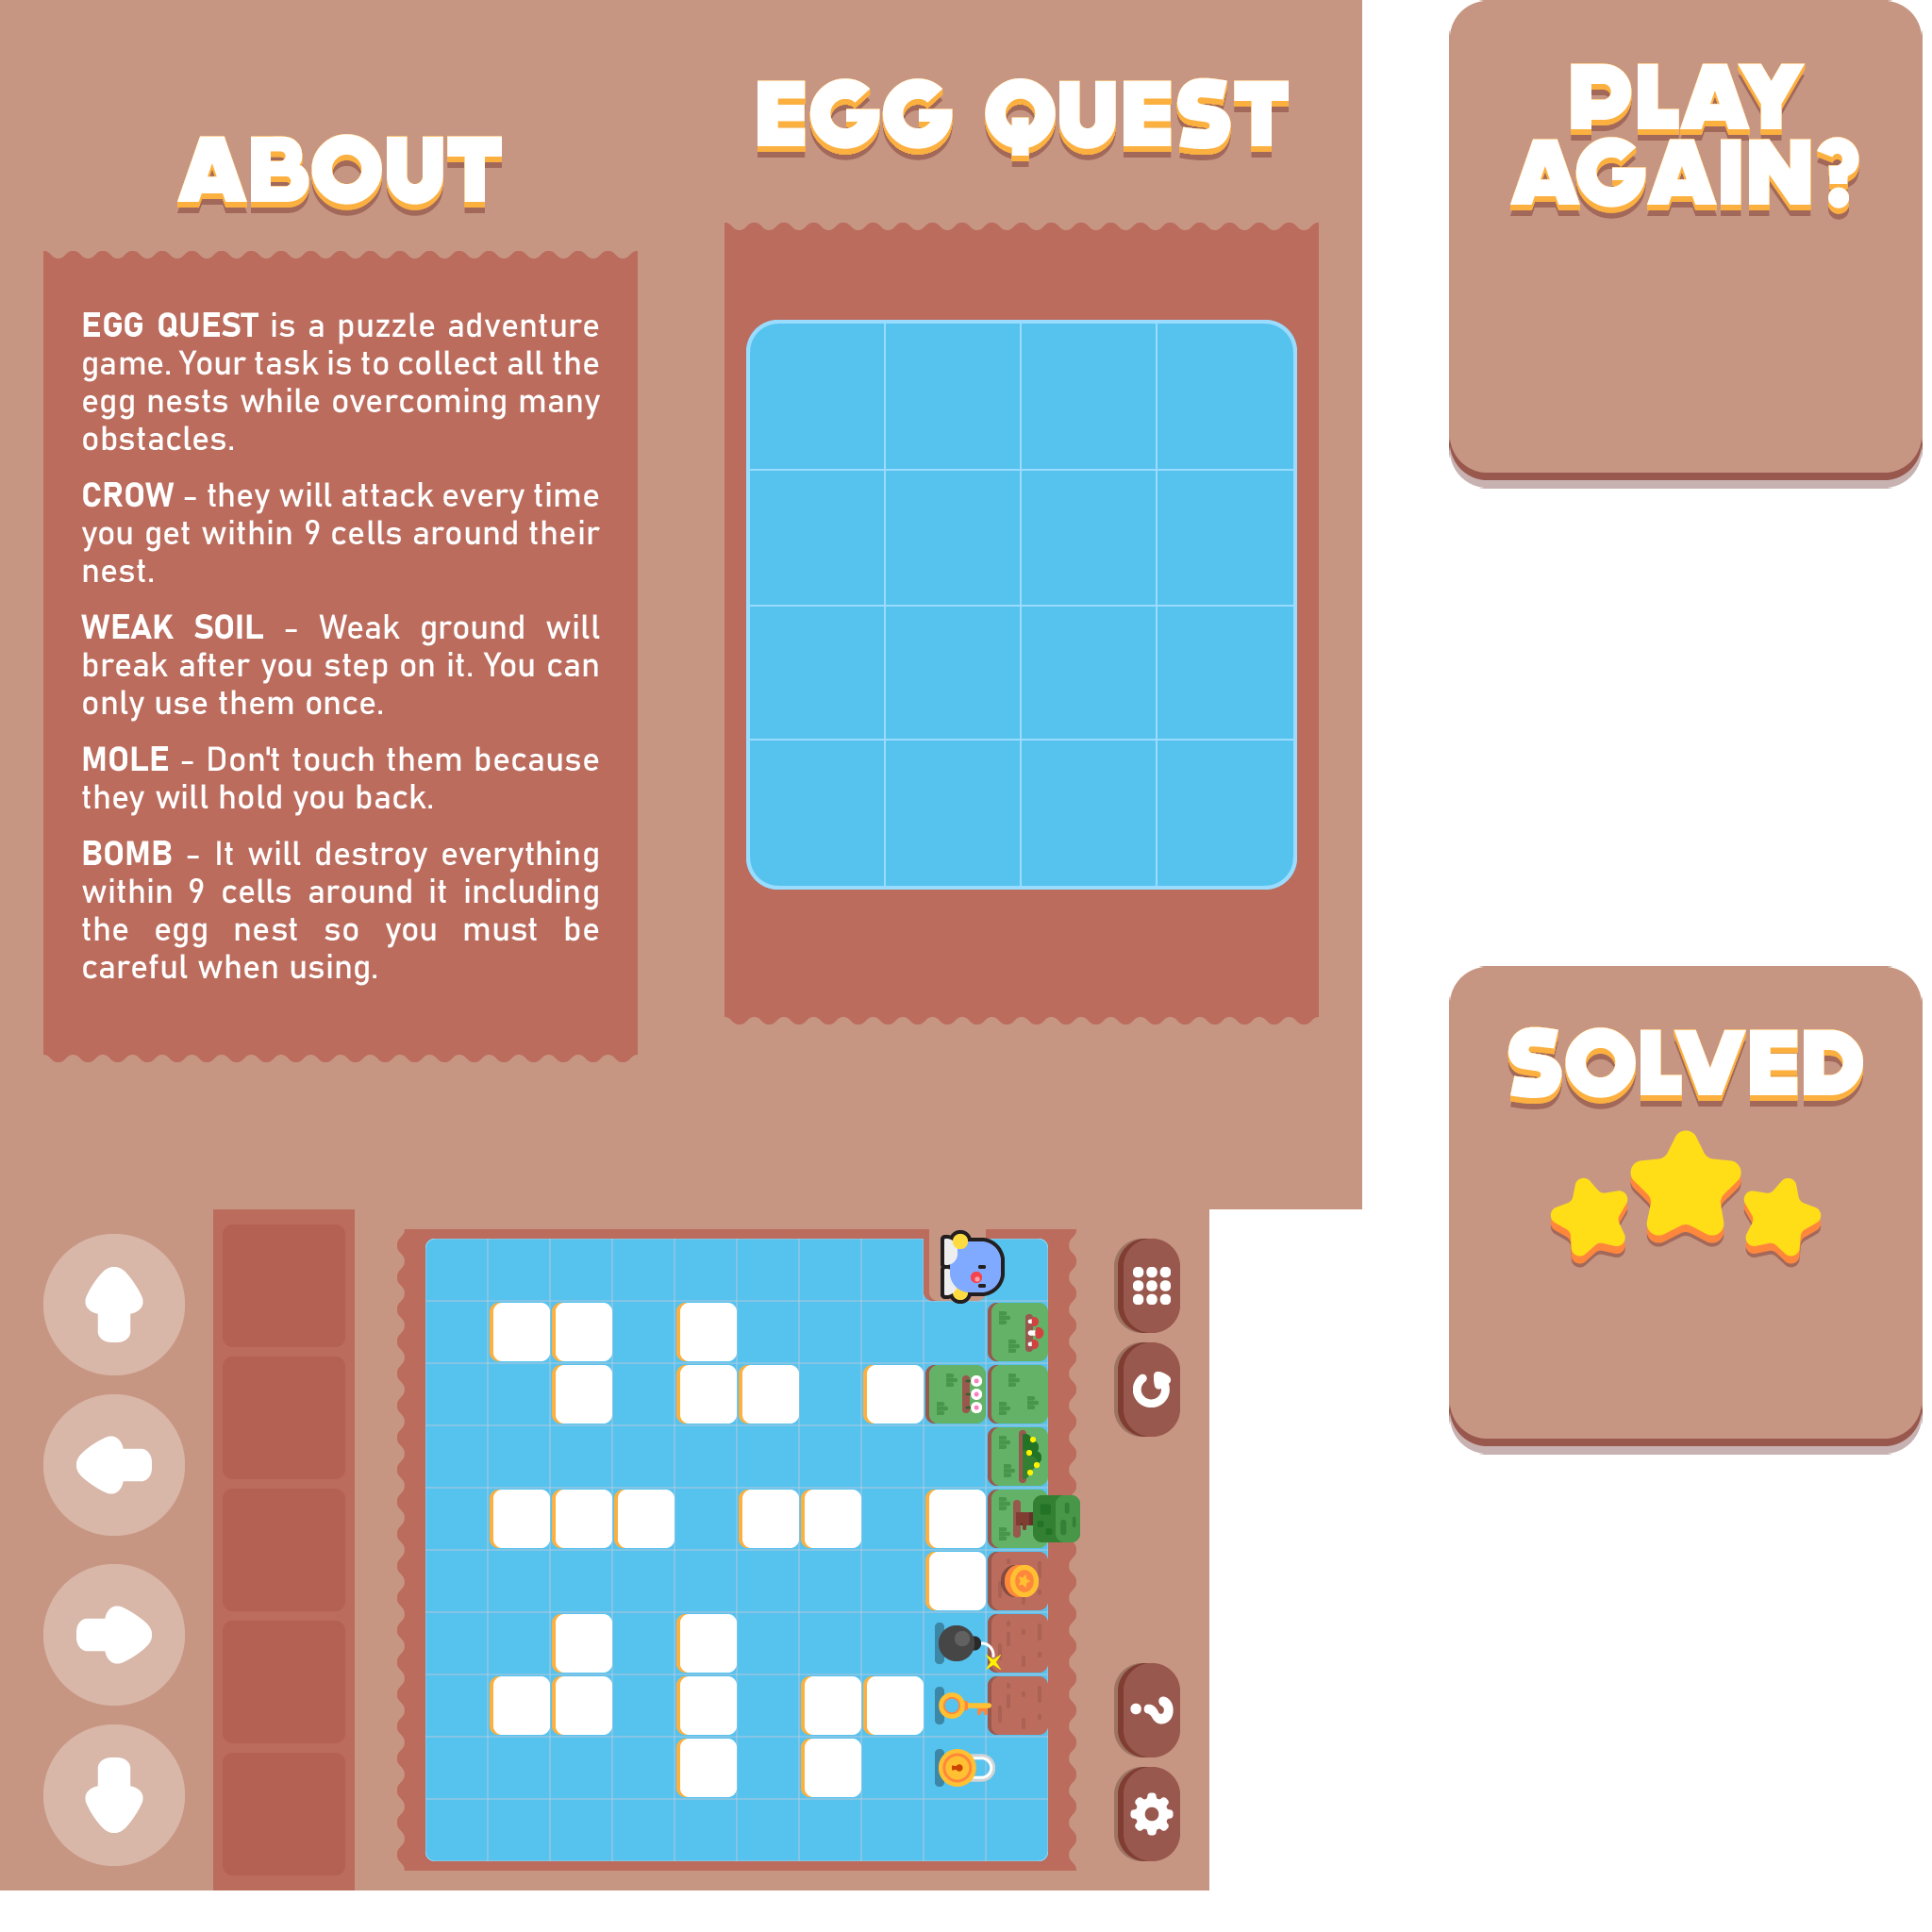 ABOUT
EGG QUEST is a puzzle adventure
game. Your task is to collect all the
egg nests while overcoming many
obstacles.
CROW - they will attack every time
you get within 9 cells around their
nest.
WEAK SOIL - Weak ground will
break after you step on it. You can
only use them once.
MOLE - Don't touch them because
they will hold you back.
BOMB - It will destroy everything
within 9 cells around it including
the egg nest so you must be
careful when using.
EGG QUEST
PLAY
AGAIN?
SOLVED
?